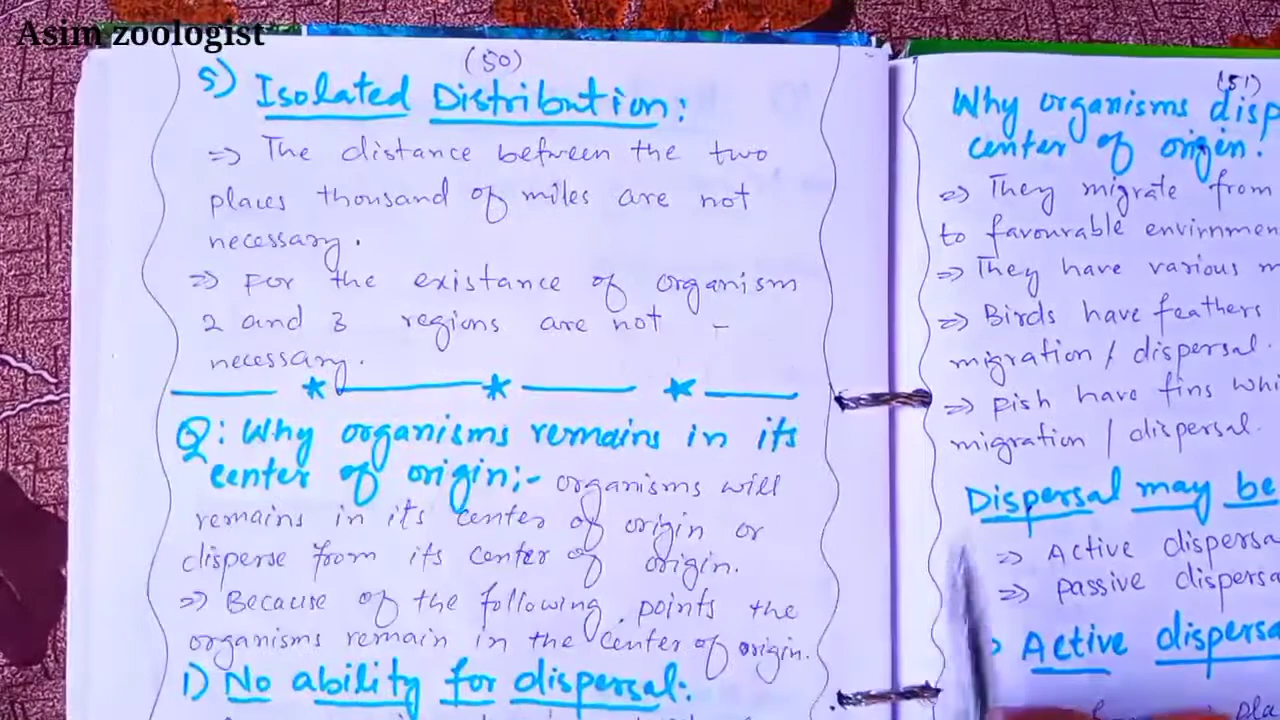 Asim zoologist
(50)
5) Isolated Distribution:
=> The distance between the two
places thousand of miles are not
necessary.
=> For the existance of organism
2 and 3 regions are not -
necessary.
Q: Why organisms remains in its
center of origin:- organisms will
remains in its center of origin or
disperse from its center of origin.
=> Because of the following points the
organisms remain in the center of origin.
1) No ability for dispersal:
(51)
Why organisms disp
center of origin?
=> They migrate from
to favourable envirnmen
=> They have various m
=> Birds have feathers
migration / dispersal.
=> Fish have fins whi
migration / dispersal.
Dispersal may be
=> Active dispersa
=> passive dispersa
Active dispersa